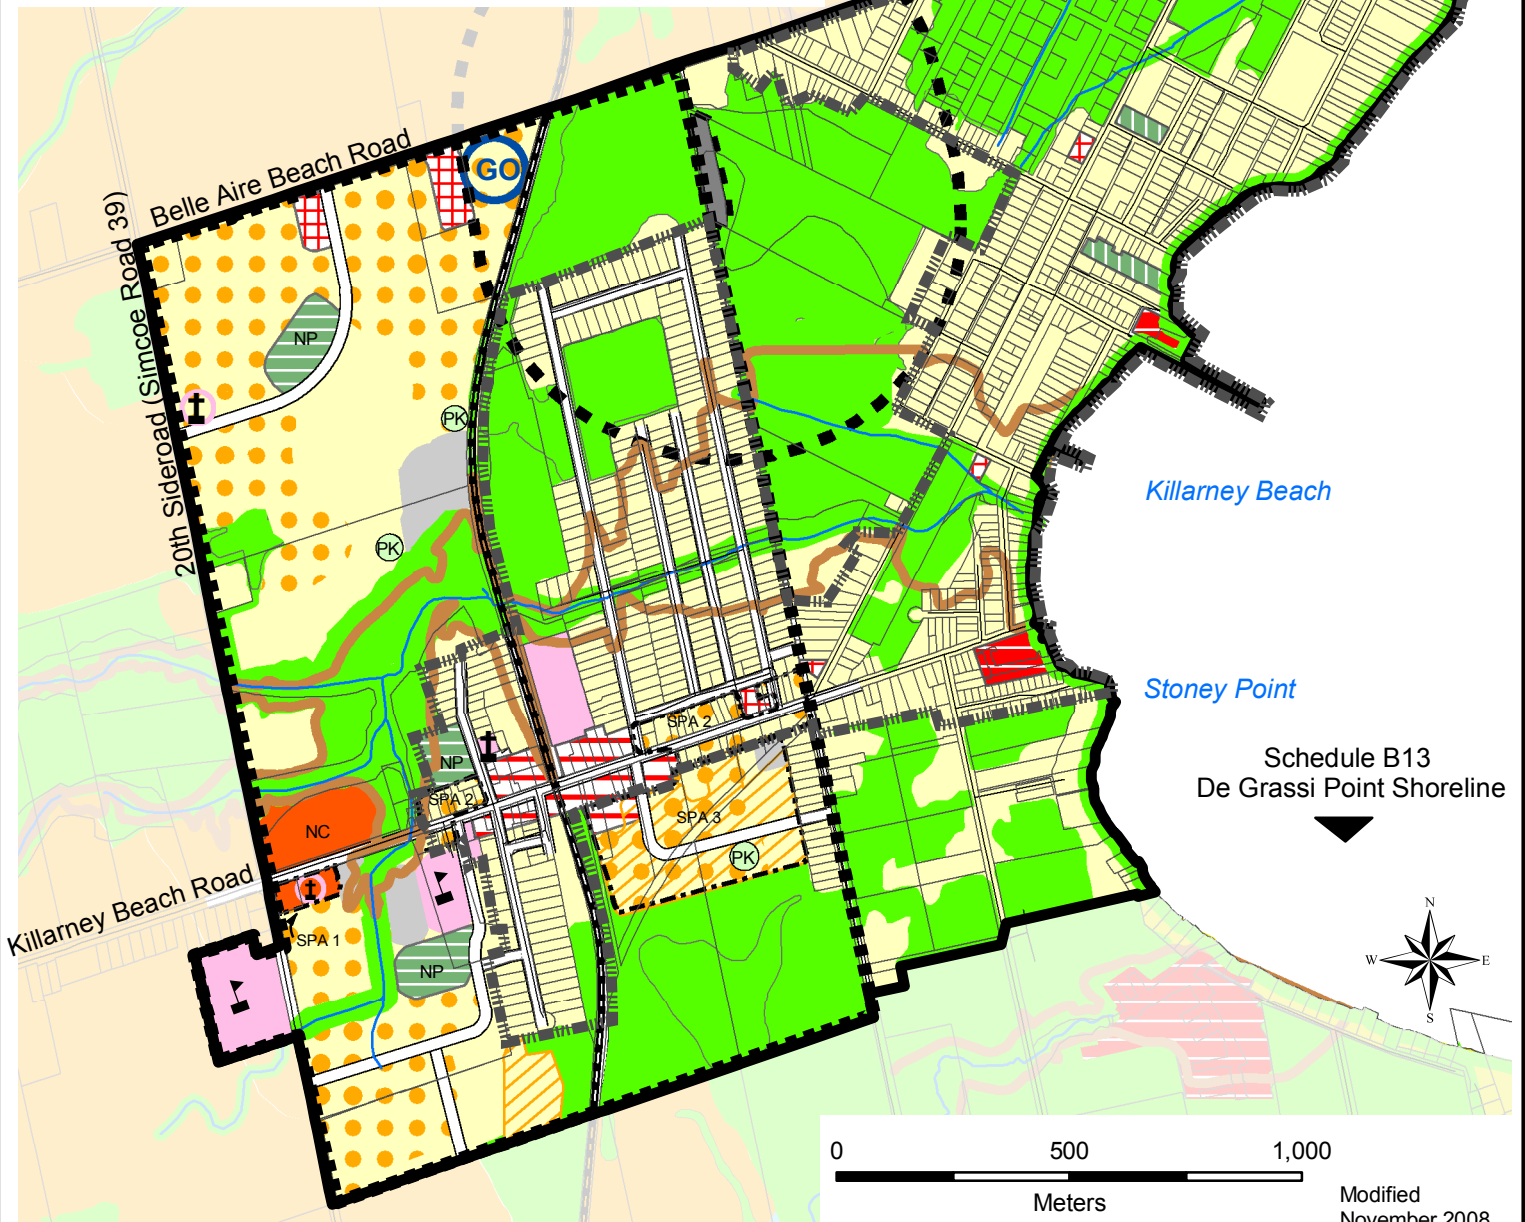 GO
Belle Aire Beach Road
20th Sideroad (Simcoe Road 39)
NP
PK
PK
Killarney Beach
Stoney Point
SPA 2
NP
SPA 2
Schedule B13
De Grassi Point Shoreline
NC
SPA 3
PK
Killarney Beach Road
SPA 1
NP
N
W
E
S
0 500 1,000
Meters
Modified
November 2008